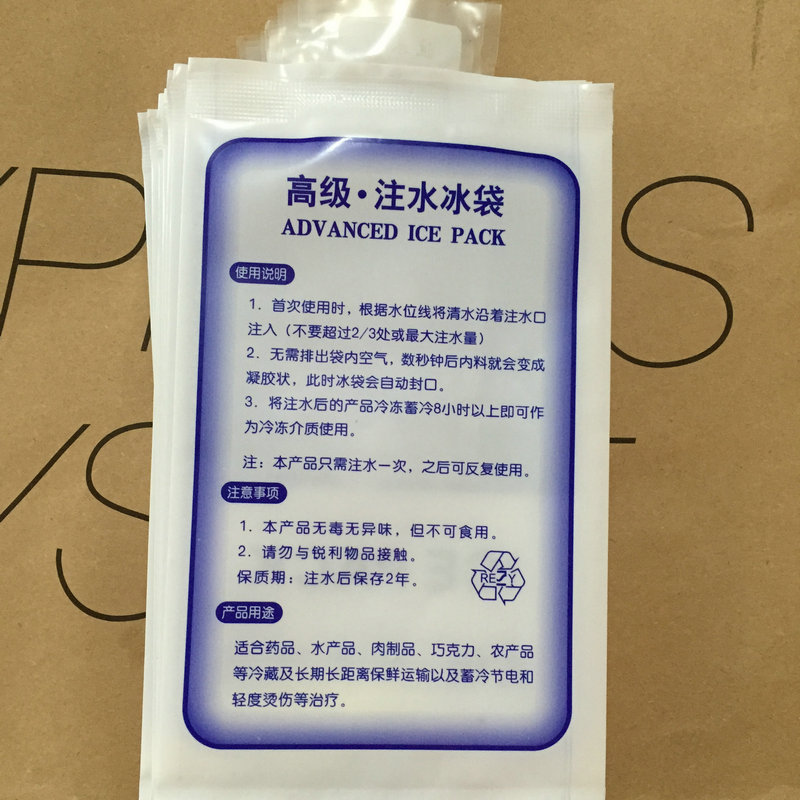 高级·注水冰袋
ADVANCED ICE PACK
使用说明
1. 首次使用时，根据水位线将清水沿着注水口
注入（不要超过2/3处或最大注水量）
2. 无需排出袋内空气，数秒钟后内料就会变成
凝胶状，此时冰袋会自动封口。
3. 将注水后的产品冷冻蓄冷8小时以上即可作
为冷冻介质使用。
注：本产品只需注水一次，之后可反复使用。
注意事项
1. 本产品无毒无异味，但不可食用。
2. 请勿与锐利物品接触。
保质期：注水后保存2年。
产品用途
适合药品、水产品、肉制品、巧克力、农产品
等冷藏及长期长距离保鲜运输以及蓄冷节电和
轻度烫伤等治疗。